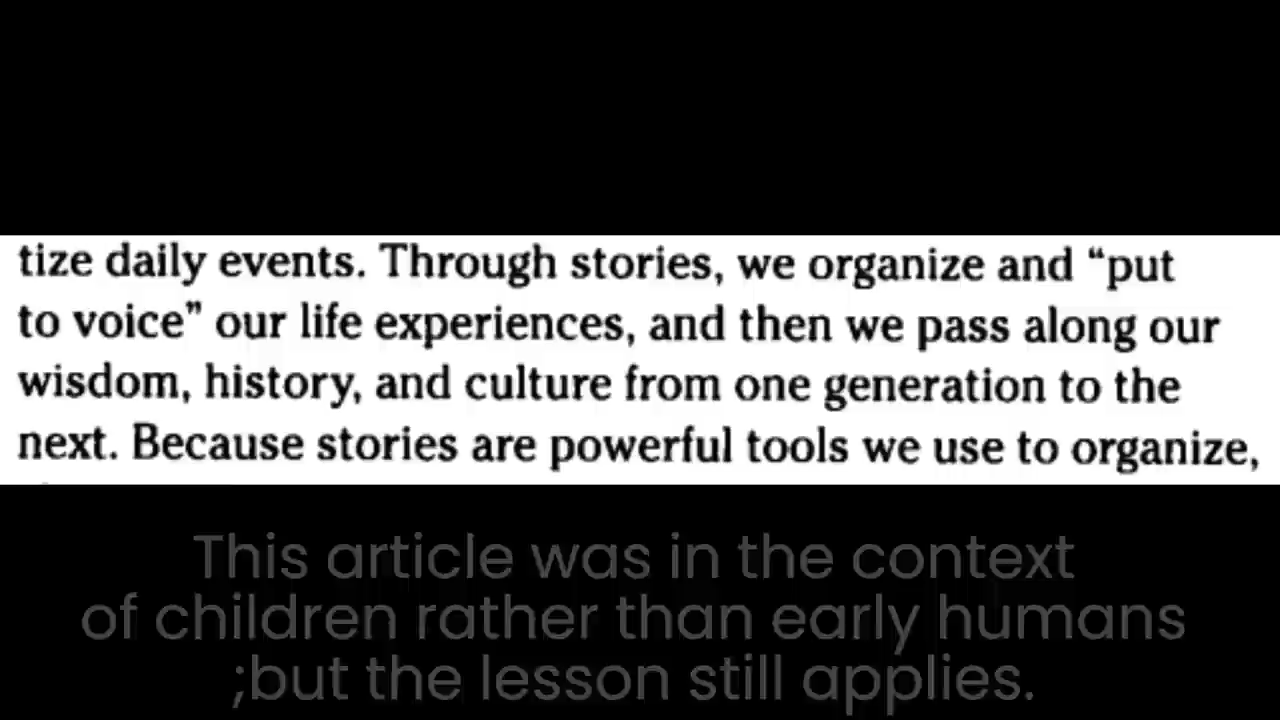 tize daily events. Through stories, we organize and “put
to voice” our life experiences, and then we pass along our
wisdom, history, and culture from one generation to the
next. Because stories are powerful tools we use to organize,
This article was in the context
of children rather than early humans
;but the lesson still applies.